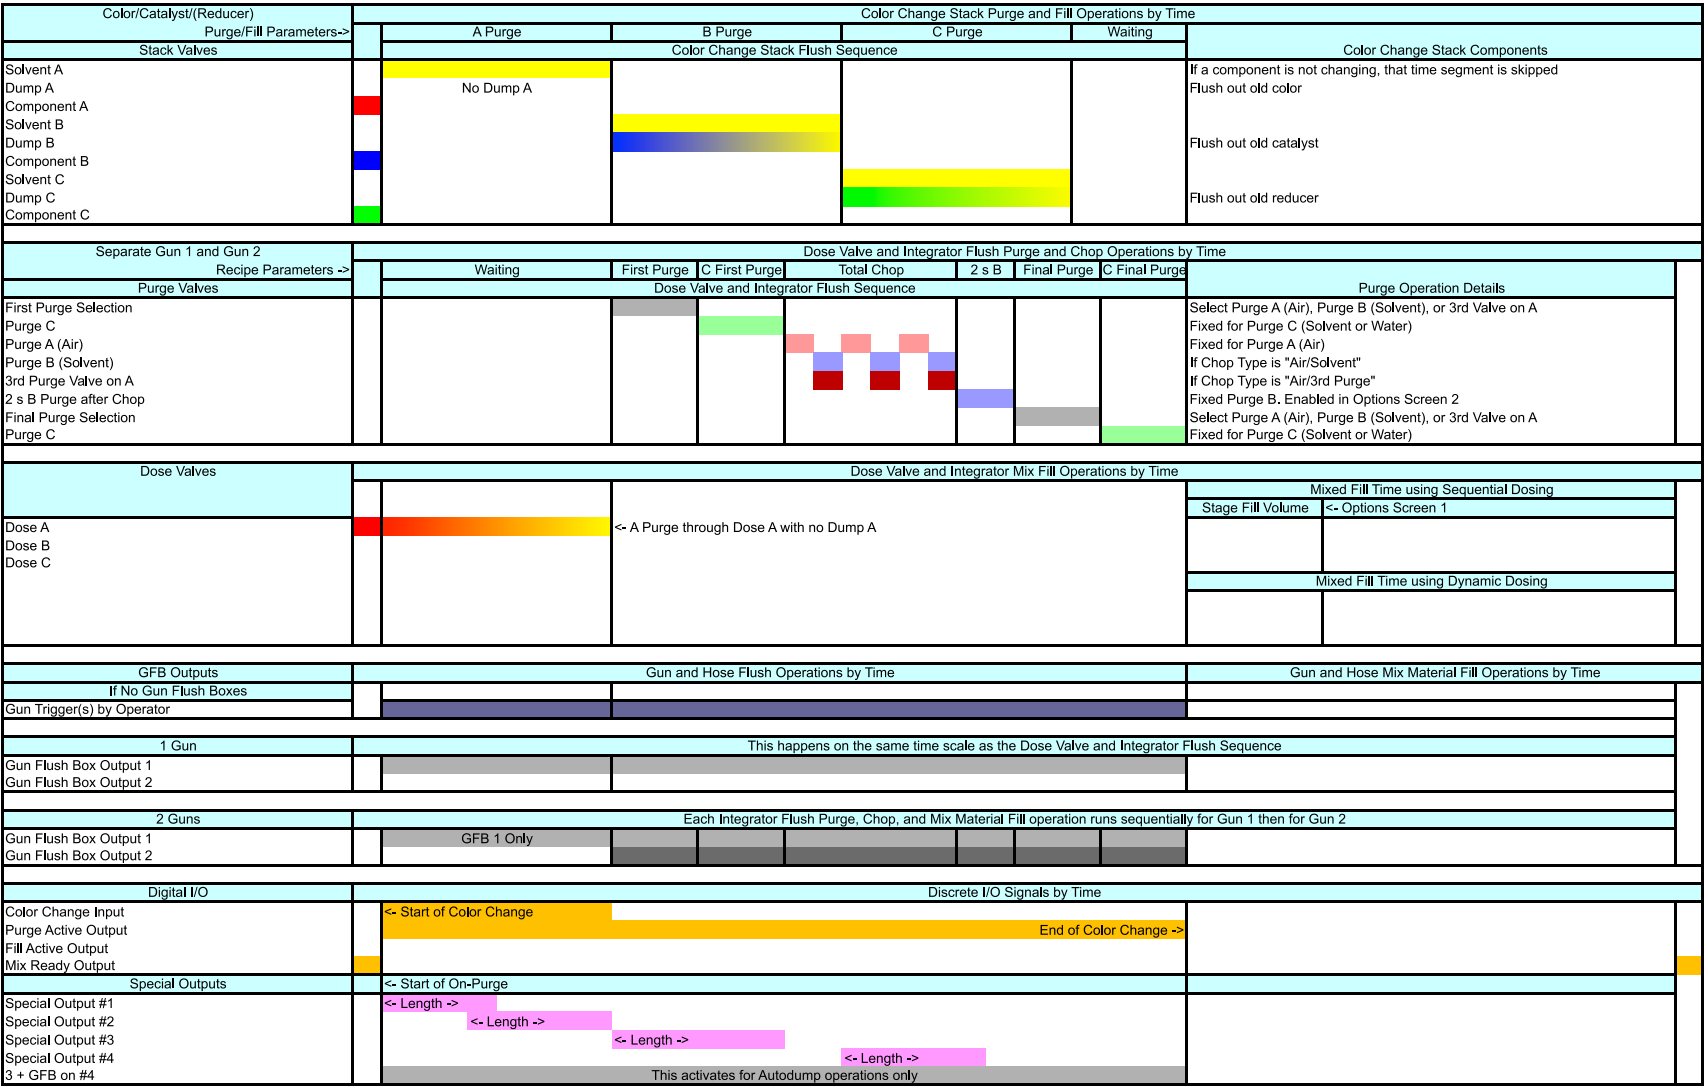 Color/Catalyst/(Reducer) Color Change Stack Purge and Fill Operations by Time
Purge/Fill Parameters-> A Purge B Purge C Purge Waiting
Stack Valves Color Change Stack Flush Sequence Color Change Stack Components
Solvent A If a component is not changing, that time segment is skipped
Dump A No Dump A Flush out old color
Component A
Solvent B
Dump B Flush out old catalyst
Component B
Solvent C
Dump C Flush out old reducer
Component C
Separate Gun 1 and Gun 2 Dose Valve and Integrator Flush Purge and Chop Operations by Time
Recipe Parameters -> Waiting First Purge C First Purge Total Chop 2 s B Final Purge C Final Purge
Purge Valves Dose Valve and Integrator Flush Sequence Purge Operation Details
First Purge Selection Select Purge A (Air), Purge B (Solvent), or 3rd Valve on A
Purge C Fixed for Purge C (Solvent or Water)
Purge A (Air) Fixed for Purge A (Air)
Purge B (Solvent) If Chop Type is "Air/Solvent"
3rd Purge Valve on A If Chop Type is "Air/3rd Purge"
2 s B Purge after Chop Fixed Purge B. Enabled in Options Screen 2
Final Purge Selection Select Purge A (Air), Purge B (Solvent), or 3rd Valve on A
Purge C Fixed for Purge C (Solvent or Water)
Dose Valves Dose Valve and Integrator Mix Fill Operations by Time
Mixed Fill Time using Sequential Dosing
Stage Fill Volume <- Options Screen 1
Dose A <- A Purge through Dose A with no Dump A
Dose B
Dose C
Mixed Fill Time using Dynamic Dosing
GFB Outputs Gun and Hose Flush Operations by Time Gun and Hose Mix Material Fill Operations by Time
If No Gun Flush Boxes
Gun Trigger(s) by Operator
1 Gun This happens on the same time scale as the Dose Valve and Integrator Flush Sequence
Gun Flush Box Output 1
Gun Flush Box Output 2
2 Guns Each Integrator Flush Purge, Chop, and Mix Material Fill operation runs sequentially for Gun 1 then for Gun 2
Gun Flush Box Output 1 GFB 1 Only
Gun Flush Box Output 2
Digital I/O Discrete I/O Signals by Time
Color Change Input <- Start of Color Change
Purge Active Output End of Color Change ->
Fill Active Output
Mix Ready Output
Special Outputs <- Start of On-Purge
Special Output #1 <- Length ->
Special Output #2 <- Length ->
Special Output #3 <- Length ->
Special Output #4 <- Length ->
3 + GFB on #4 This activates for Autodump operations only